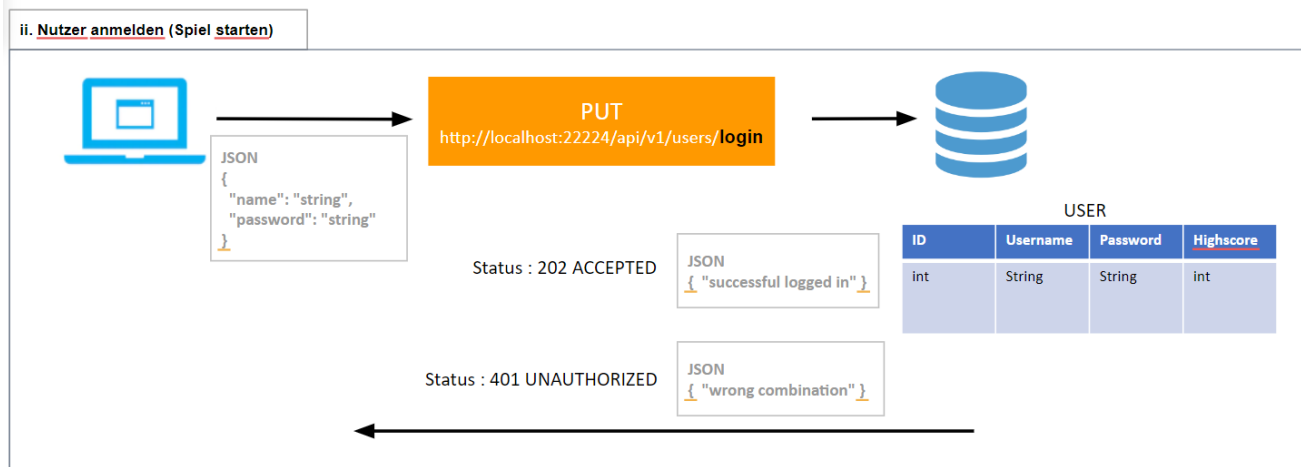 ii. Nutzer anmelden (Spiel starten)
PUT
http://localhost:22224/api/v1/users/login
JSON
{
"name": "string",
"password": "string"
}
USER
ID Username Password Highscore
int String String int
Status : 202 ACCEPTED
JSON
{ "successful logged in" }
Status : 401 UNAUTHORIZED
JSON
{ "wrong combination" }